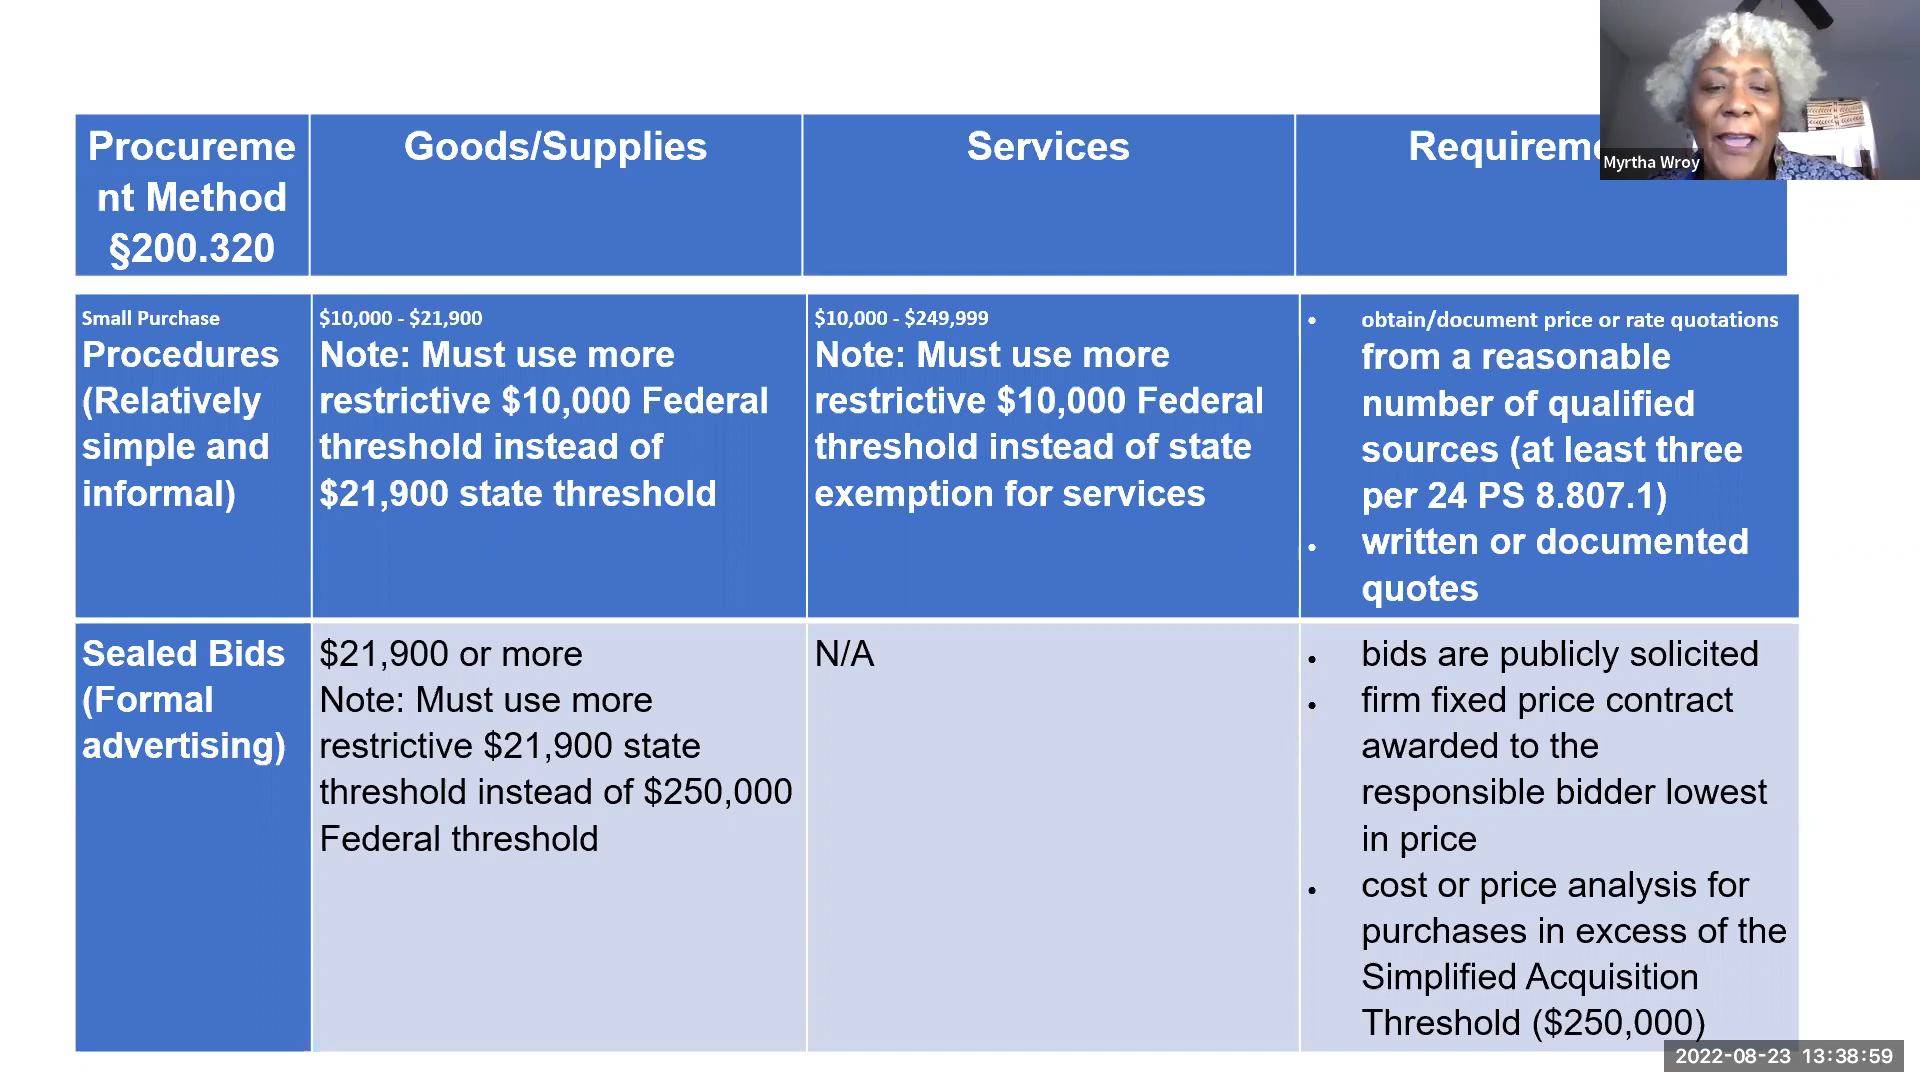 Procureme
nt Method
§200.320
Goods/Supplies
Services
Requireme
Myrtha Wroy
Small Purchase
Procedures
(Relatively
simple and
informal)
$10,000 - $21,900
Note: Must use more
restrictive $10,000 Federal
threshold instead of
$21,900 state threshold
$10,000 - $249,999
Note: Must use more
restrictive $10,000 Federal
threshold instead of state
exemption for services
• obtain/document price or rate quotations
from a reasonable
number of qualified
sources (at least three
per 24 PS 8.807.1)
• written or documented
quotes
Sealed Bids
(Formal
advertising)
$21,900 or more
Note: Must use more
restrictive $21,900 state
threshold instead of $250,000
Federal threshold
N/A
• bids are publicly solicited
• firm fixed price contract
awarded to the
responsible bidder lowest
in price
• cost or price analysis for
purchases in excess of the
Simplified Acquisition
Threshold ($250,000)
2022-08-23 13:38:59